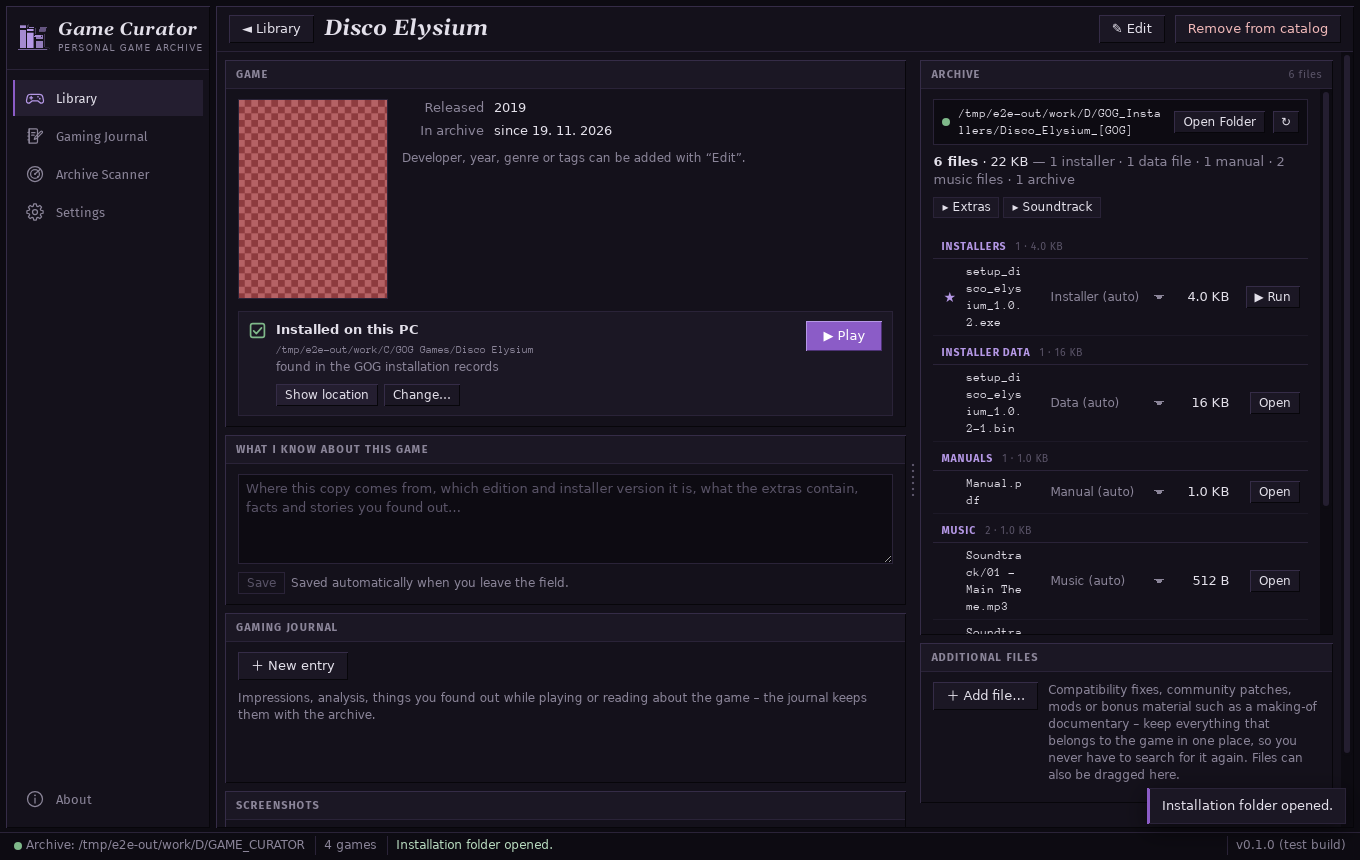 Game Curator
PERSONAL GAME ARCHIVE
Library
Gaming Journal
Archive Scanner
Settings
About
◄ Library
Disco Elysium
✎ Edit
Remove from catalog
GAME
Released 2019
In archive since 19. 11. 2026
Developer, year, genre or tags can be added with “Edit”.
Installed on this PC
/tmp/e2e-out/work/C/GOG Games/Disco Elysium
found in the GOG installation records
▶ Play
Show location
Change...
WHAT I KNOW ABOUT THIS GAME
Where this copy comes from, which edition and installer version it is, what the extras contain,
facts and stories you found out...
Save
Saved automatically when you leave the field.
GAMING JOURNAL
+ New entry
Impressions, analysis, things you found out while playing or reading about the game – the journal keeps
them with the archive.
SCREENSHOTS
ARCHIVE
6 files
/tmp/e2e-out/work/D/GOG_Insta
llers/Disco_Elysium_[GOG]
Open Folder
↻
6 files · 22 KB — 1 installer · 1 data file · 1 manual · 2
music files · 1 archive
▸ Extras
▸ Soundtrack
INSTALLERS 1 · 4.0 KB
★
setup_di
sco_elys
ium_1.0.
2.exe
Installer (auto)
4.0 KB
▶ Run
INSTALLER DATA 1 · 16 KB
setup_di
sco_elys
ium_1.0.
2-1.bin
Data (auto)
16 KB
Open
MANUALS 1 · 1.0 KB
Manual.p
df
Manual (auto)
1.0 KB
Open
MUSIC 2 · 1.0 KB
Soundtra
ck/01 –
Main The
me.mp3
Music (auto)
512 B
Open
Soundtra
ADDITIONAL FILES
+ Add file...
Compatibility fixes, community patches,
mods or bonus material such as a making-of
documentary – keep everything that
belongs to the game in one place, so you
never have to search for it again. Files can
also be dragged here.
Installation folder opened.
Archive: /tmp/e2e-out/work/D/GAME_CURATOR
4 games
Installation folder opened.
v0.1.0 (test build)